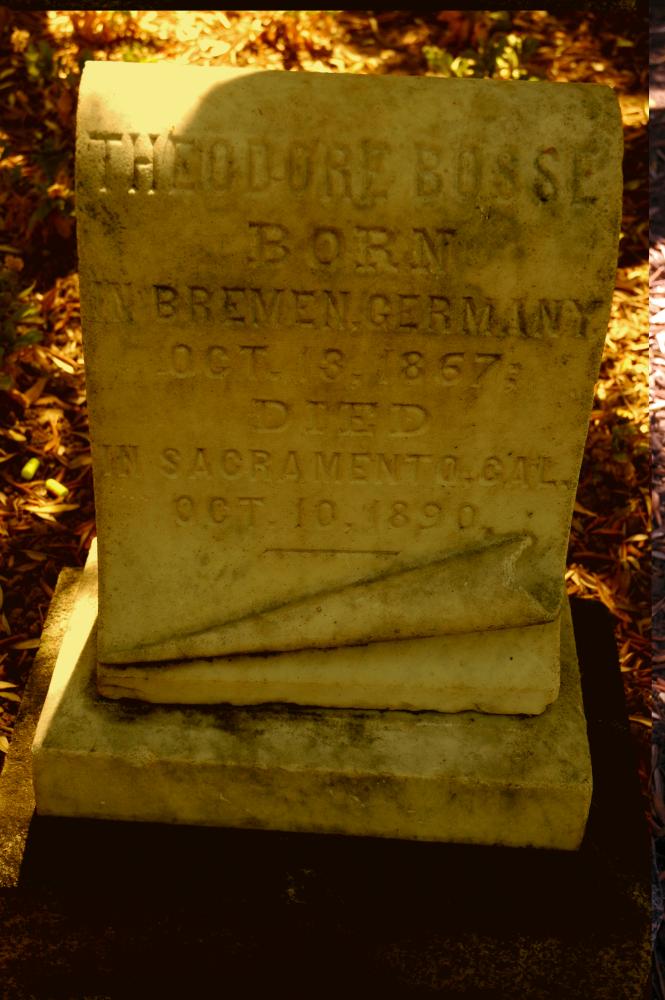 THEODORE BOSSE
BORN
IN BREMEN, GERMANY
OCT. 13, 1867;
DIED
IN SACRAMENTO, CAL.,
OCT. 10, 1890.